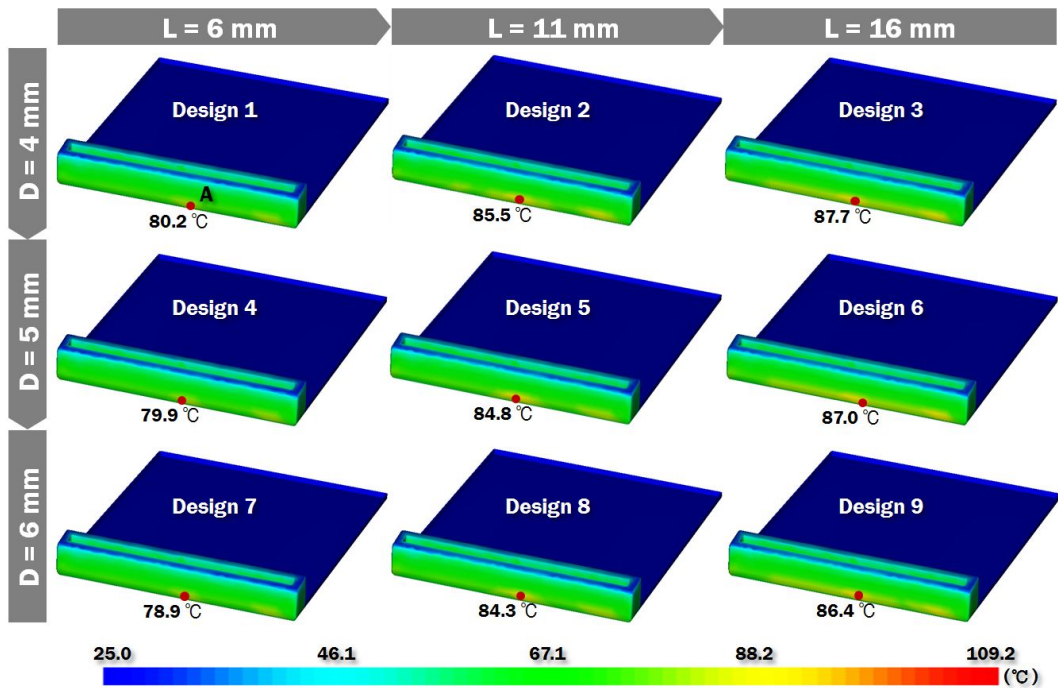 L = 6 mm
L = 11 mm
L = 16 mm
D = 4 mm
Design 1
Design 2
Design 3
A
80.2 ℃
85.5 ℃
87.7 ℃
D = 5 mm
Design 4
Design 5
Design 6
79.9 ℃
84.8 ℃
87.0 ℃
D = 6 mm
Design 7
Design 8
Design 9
78.9 ℃
84.3 ℃
86.4 ℃
25.0 46.1 67.1 88.2 109.2
(℃)